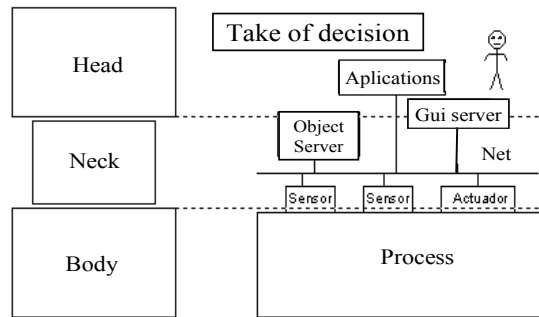 Take of decision
Head
Aplications
Gui server
Object
Server
Neck
Net
Sensor
Sensor
Actuador
Body
Process